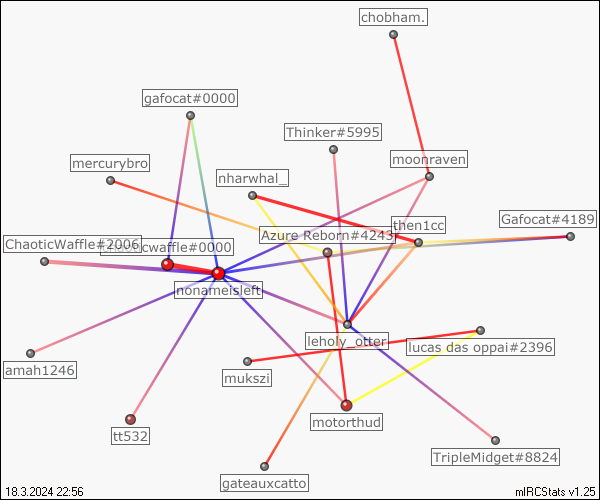 chobham.
gafocat#0000
Thinker#5995
mercurybro
moonraven
nharwhal_
Gafocat#4189
then1cc
Azure Reborn#4243
ChaoticWaffle#2006
chaoticwaffle#0000
nonameisleft
leholy_otter
lucas das oppai#2396
amah1246
mukszi
motorthud
tt532
TripleMidget#8824
gateauxcatto
18.3.2024 22:56
mIRCStats v1.25